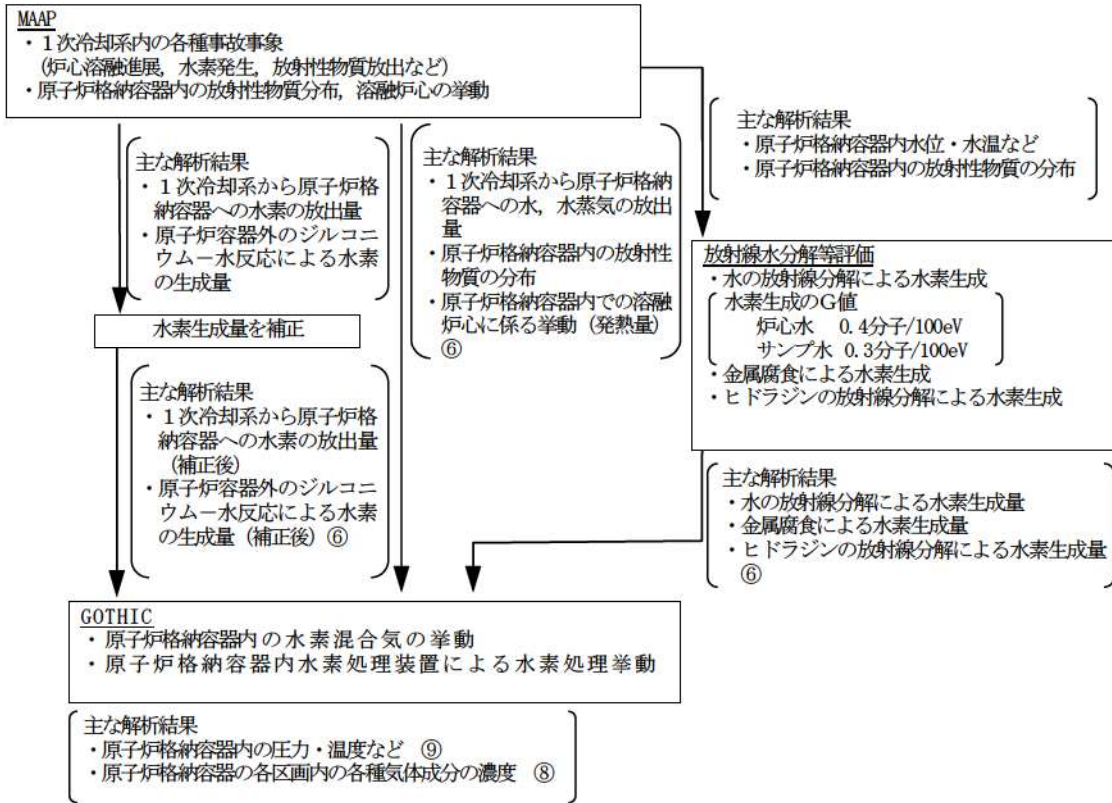 MAAP
・１次冷却系内の各種事故事象
(炉心溶融進展，水素発生，放射性物質放出など)
・原子炉格納容器内の放射性物質分布，溶融炉心の挙動
主な解析結果
・１次冷却系から原子炉格
納容器への水素の放出量
・原子炉容器外のジルコニ
ウム－水反応による水素
の生成量
主な解析結果
・１次冷却系から原子炉格納
容器への水，水蒸気の放出
量
・原子炉格納容器内の放射性
物質の分布
・原子炉格納容器内での溶融
炉心に係る挙動（発熱量）
⑥
主な解析結果
・原子炉格納容器内水位・水温など
・原子炉格納容器内の放射性物質の分布
水素生成量を補正
放射線水分解等評価
・水の放射線分解による水素生成
水素生成のＧ値
炉心水 0.4分子/100eV
サンプ水 0.3分子/100eV
・金属腐食による水素生成
・ヒドラジンの放射線分解による水素生成
主な解析結果
・１次冷却系から原子炉格
納容器への水素の放出量
（補正後）
・原子炉容器外のジルコニ
ウム－水反応による水素
の生成量（補正後）⑥
主な解析結果
・水の放射線分解による水素生成量
・金属腐食による水素生成量
・ヒドラジンの放射線分解による水素生成量
⑥
GOTHIC
・原子炉格納容器内の水素混合気の挙動
・原子炉格納容器内水素処理装置による水素処理挙動
主な解析結果
・原子炉格納容器内の圧力・温度など ⑨
・原子炉格納容器の各区画内の各種気体成分の濃度 ⑧